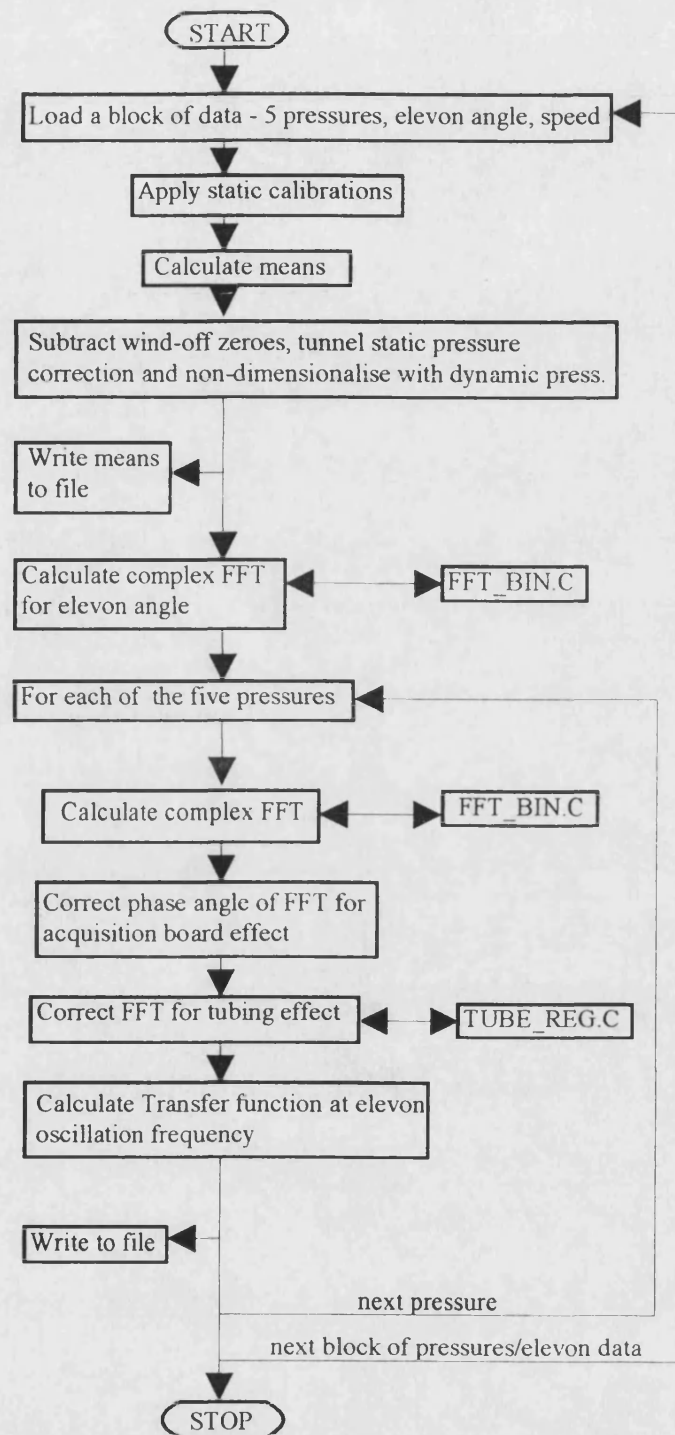 START
Load a block of data - 5 pressures, elevon angle, speed
Apply static calibrations
Calculate means
Subtract wind-off zeroes, tunnel static pressure
correction and non-dimensionalise with dynamic press.
Write means
to file
Calculate complex FFT
for elevon angle
FFT_BIN.C
For each of the five pressures
Calculate complex FFT
FFT_BIN.C
Correct phase angle of FFT for
acquisition board effect
Correct FFT for tubing effect
TUBE_REG.C
Calculate Transfer function at elevon
oscillation frequency
Write to file
next pressure
next block of pressures/elevon data
STOP